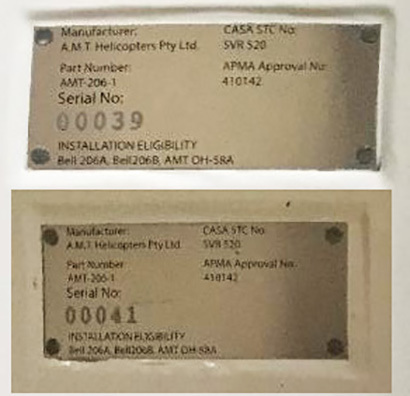 Manufacturer: CASA STC No:
A.M.T. Helicopters Pty Ltd. SVR 520
Part Number: APMA Approval No:
AMT-206-1 410142
Serial No:
00039
INSTALLATION ELIGIBILITY
Bell 206A, Bell206B, AMT OH-58A
Manufacturer: CASA STC No:
A.M.T. Helicopters Pty Ltd. SVR 520
Part Number: APMA Approval No:
AMT-206-1 410142
Serial No:
00041
INSTALLATION ELIGIBILITY
Bell 206A, Bell206B, AMT OH-58A